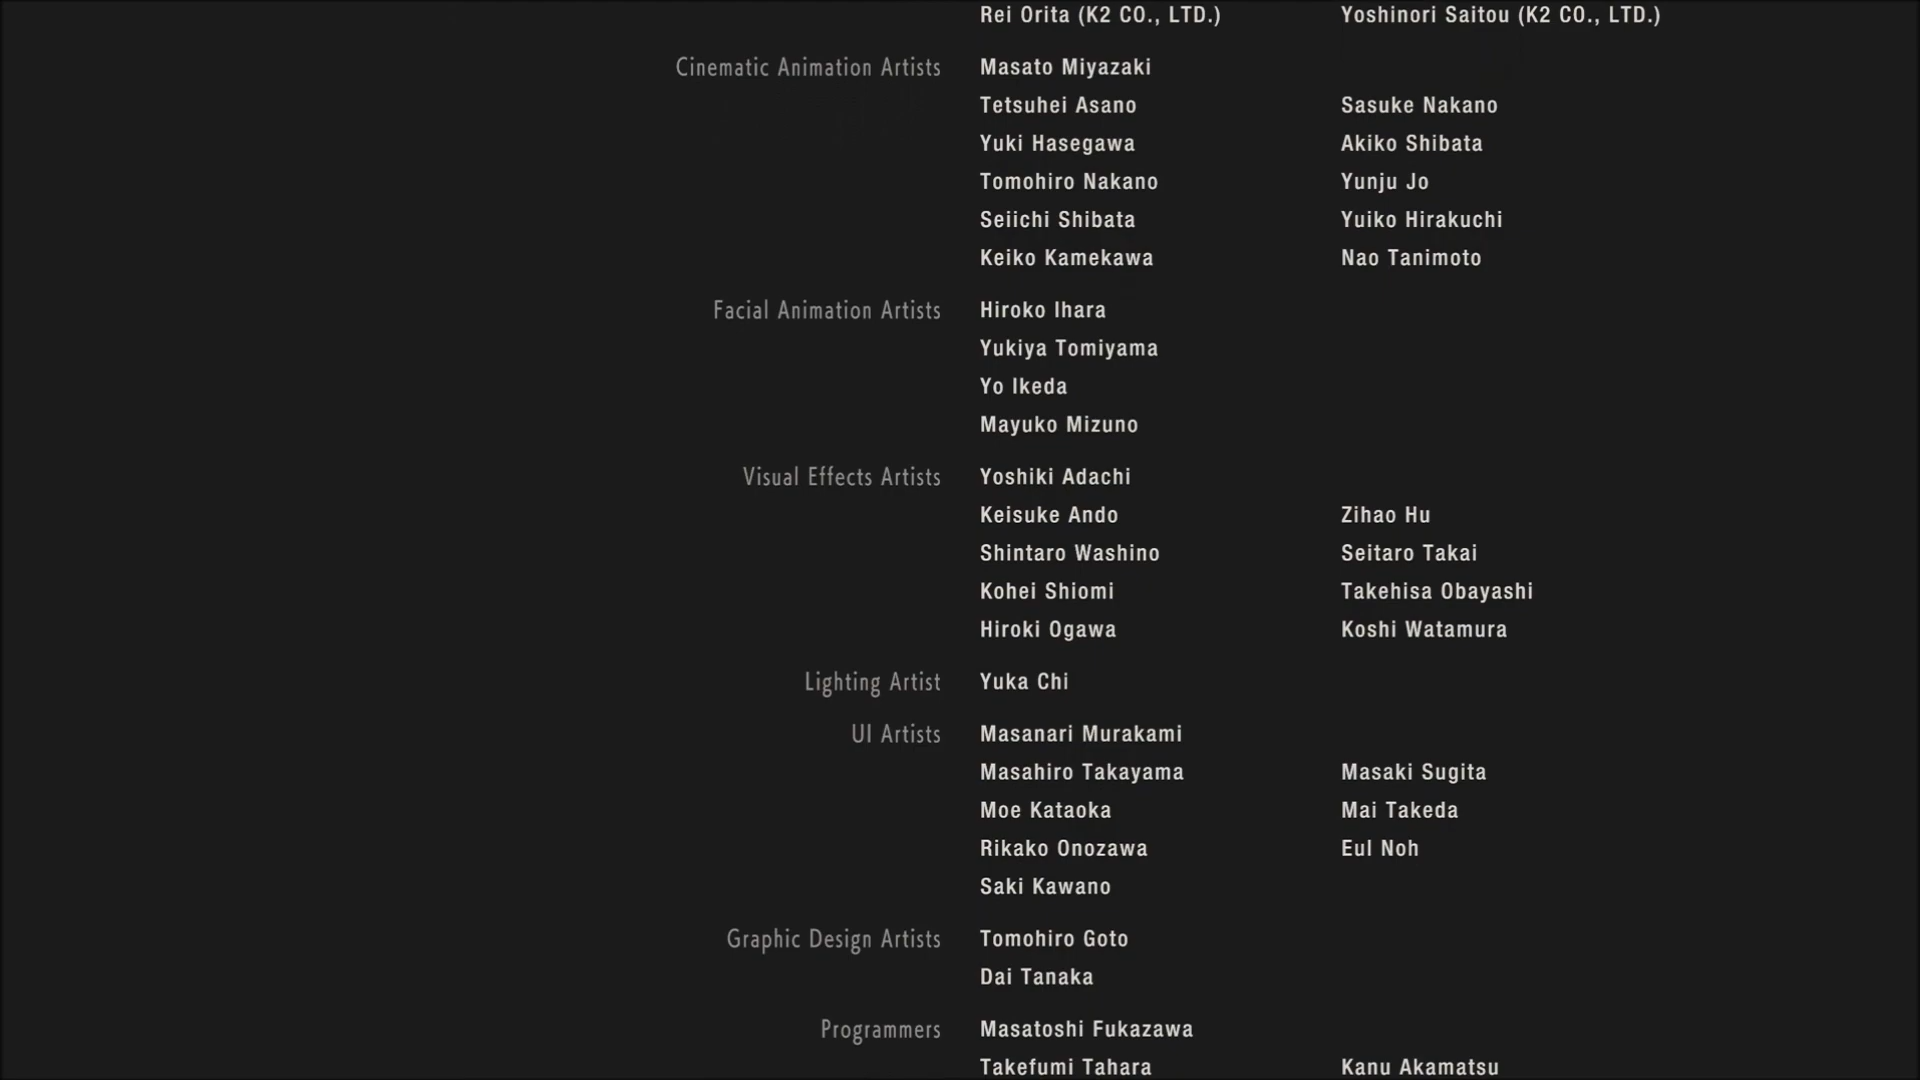 Rei Orita (K2 CO., LTD.) Yoshinori Saitou (K2 CO., LTD.)
Cinematic Animation Artists Masato Miyazaki
Tetsuhei Asano Sasuke Nakano
Yuki Hasegawa Akiko Shibata
Tomohiro Nakano Yunju Jo
Seiichi Shibata Yuiko Hirakuchi
Keiko Kamekawa Nao Tanimoto
Facial Animation Artists Hiroko Ihara
Yukiya Tomiyama
Yo Ikeda
Mayuko Mizuno
Visual Effects Artists Yoshiki Adachi
Keisuke Ando Zihao Hu
Shintaro Washino Seitaro Takai
Kohei Shiomi Takehisa Obayashi
Hiroki Ogawa Koshi Watamura
Lighting Artist Yuka Chi
UI Artists Masanari Murakami
Masahiro Takayama Masaki Sugita
Moe Kataoka Mai Takeda
Rikako Onozawa Eul Noh
Saki Kawano
Graphic Design Artists Tomohiro Goto
Dai Tanaka
Programmers Masatoshi Fukazawa
Takefumi Tahara Kanu Akamatsu